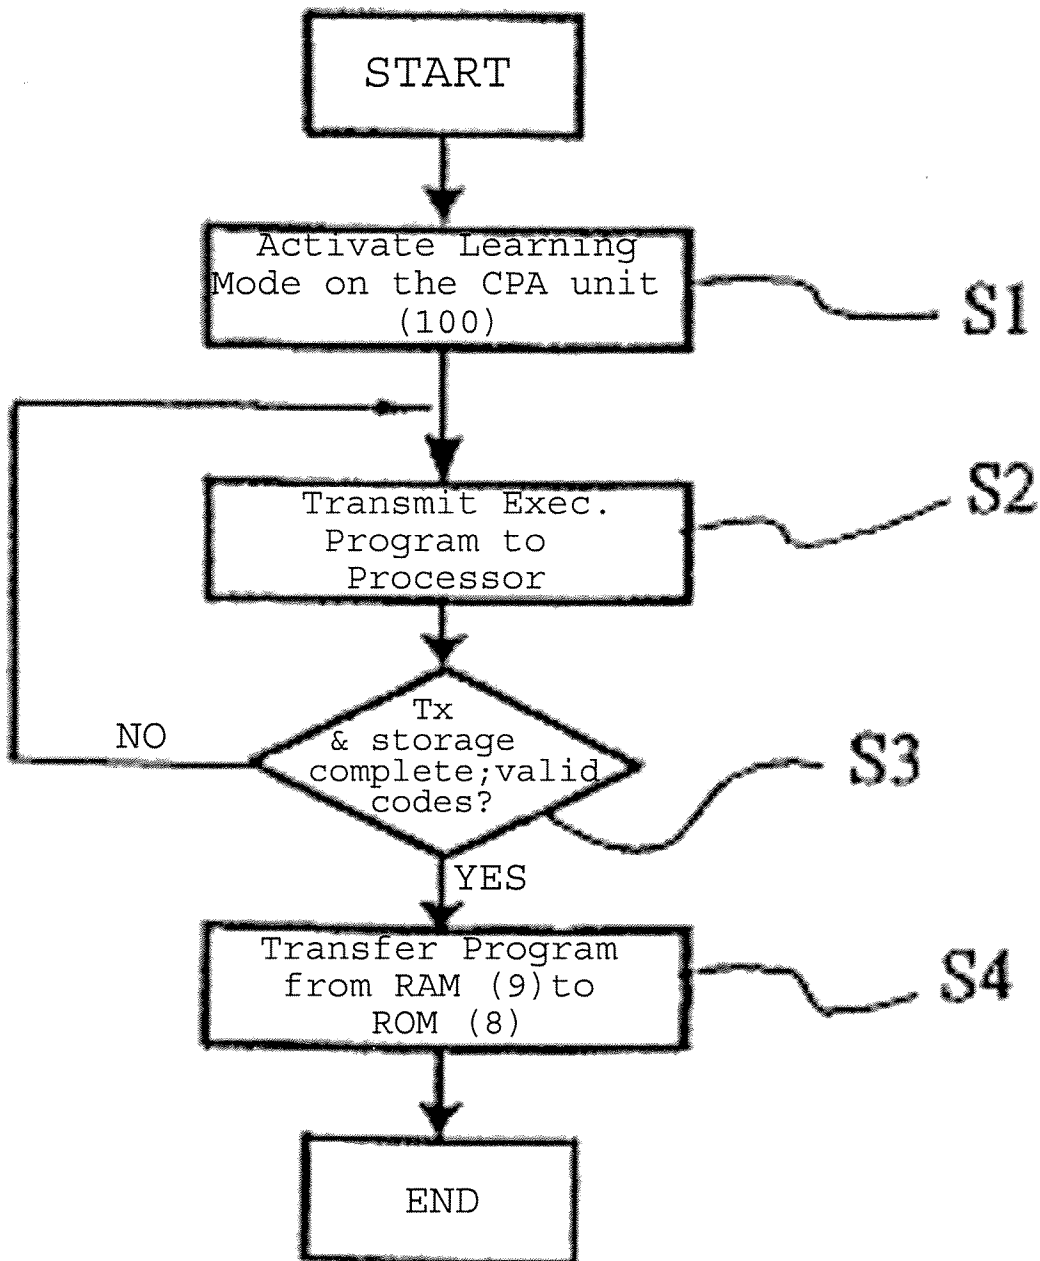 START
Activate Learning
Mode on the CPA unit
(100)
S1
Transmit Exec.
Program to
Processor
S2
Tx
& storage
complete;valid
codes?
S3
NO
YES
Transfer Program
from RAM (9)to
ROM (8)
S4
END